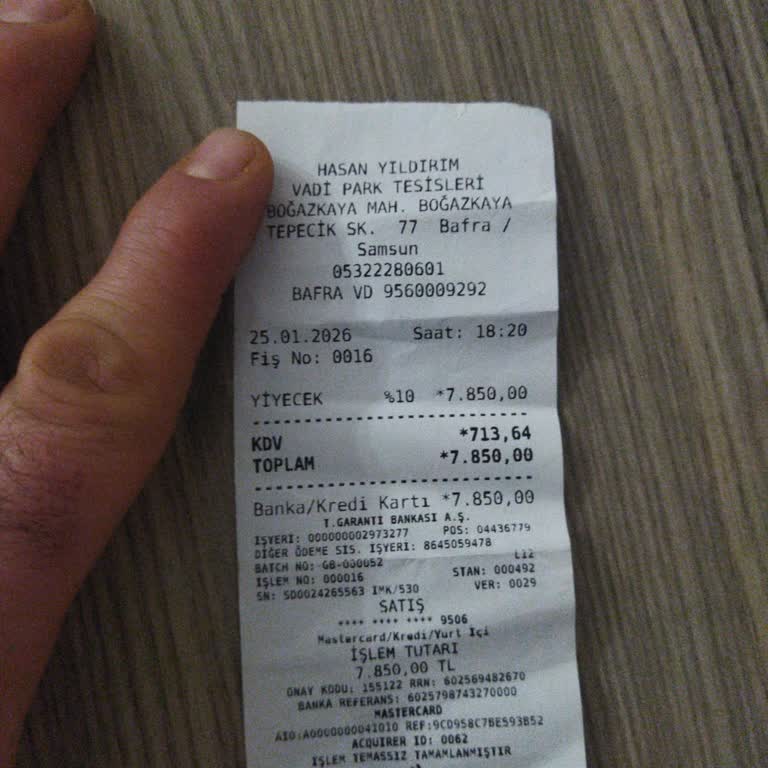 HASAN YILDIRIM
VADİ PARK TESİSLERİ
BOĞAZKAYA MAH. BOĞAZKAYA
TEPECİK SK. 77 Bafra /
Samsun
05322280601
BAFRA VD 9560009292
25.01.2026 Saat: 18:20
Fiş No: 0016
YİYECEK %10 *7.850,00
KDV *713,64
TOPLAM *7.850,00
Banka/Kredi Kartı *7.850,00
T.GARANTI BANKASI A.Ş.
İŞYERİ: 000000002973277 POS: 04436779
DİĞER ÖDEME SIS. İŞYERİ: 8645059478
L12
BATCH NO: GB-000052
İŞLEM NO: 000016 STAN: 000492
SN: SD0024265563 IMK/530 VER: 0029
SATIŞ
**** **** **** 9506
Mastercard/Kredi/Yurt İçi
İŞLEM TUTARI
7.850,00 TL
ONAY KODU: 155122 RRN: 602569482670
BANKA REFERANS: 6025798743270000
MASTERCARD
AID:A0000000041010 REF:9CD958C7BE593B52
ACQUIRER ID: 0062
İŞLEM TEMASSIZ TAMAMLANMIŞTIR